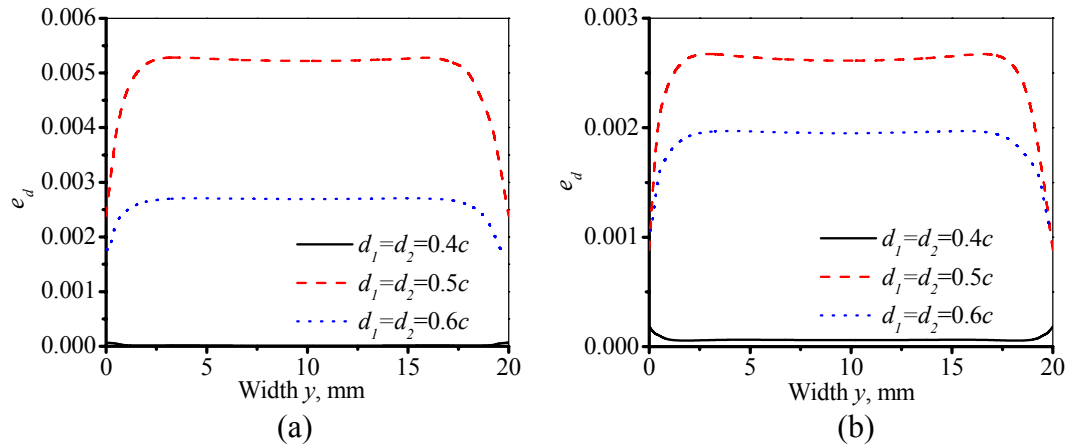 0.006
0.005
0.004
0.003
0.002
0.001
0.000
e_d
d_1=d_2=0.4c
d_1=d_2=0.5c
d_1=d_2=0.6c
0 5 10 15 20
Width y, mm
(a)
0.003
0.002
0.001
0.000
e_d
d_1=d_2=0.4c
d_1=d_2=0.5c
d_1=d_2=0.6c
0 5 10 15 20
Width y, mm
(b)